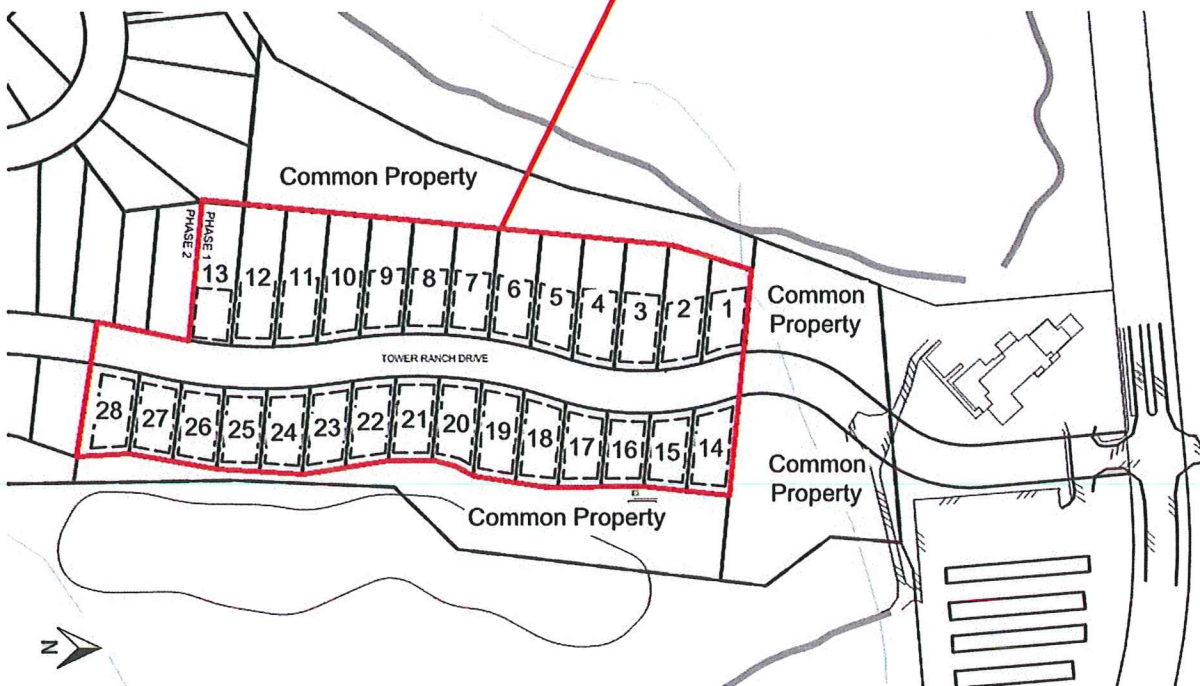 Common Property
PHASE 1
PHASE 2
13 12 11 10 9 8 7 6 5 4 3 2 1
Common
Property
TOWER RANCH DRIVE
28 27 26 25 24 23 22 21 20 19 18 17 16 15 14
Common
Property
Common Property
N